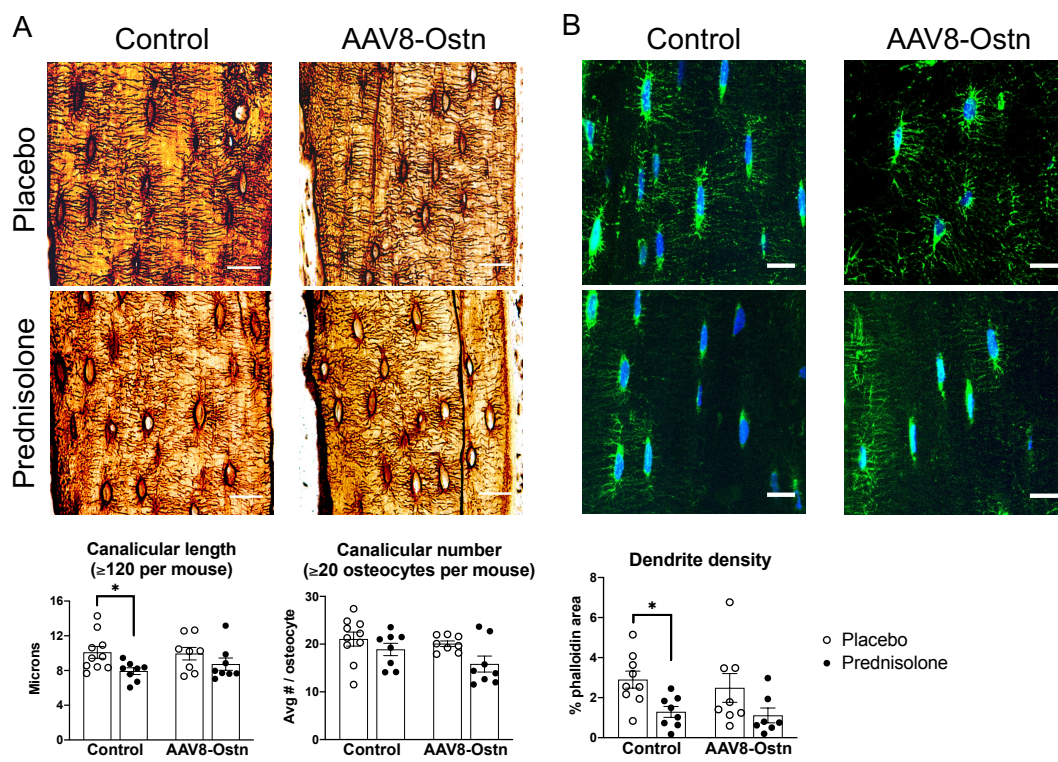 A
Control
AAV8-Ostn
B
Control
AAV8-Ostn
Placebo
Prednisolone
Canalicular length
(≥120 per mouse)
*
Microns
16
12
8
4
0
Control
AAV8-Ostn
Canalicular number
(≥20 osteocytes per mouse)
Avg # / osteocyte
30
20
10
0
Control
AAV8-Ostn
Dendrite density
*
% phalloidin area
8
6
4
2
0
Control
AAV8-Ostn
Placebo
Prednisolone